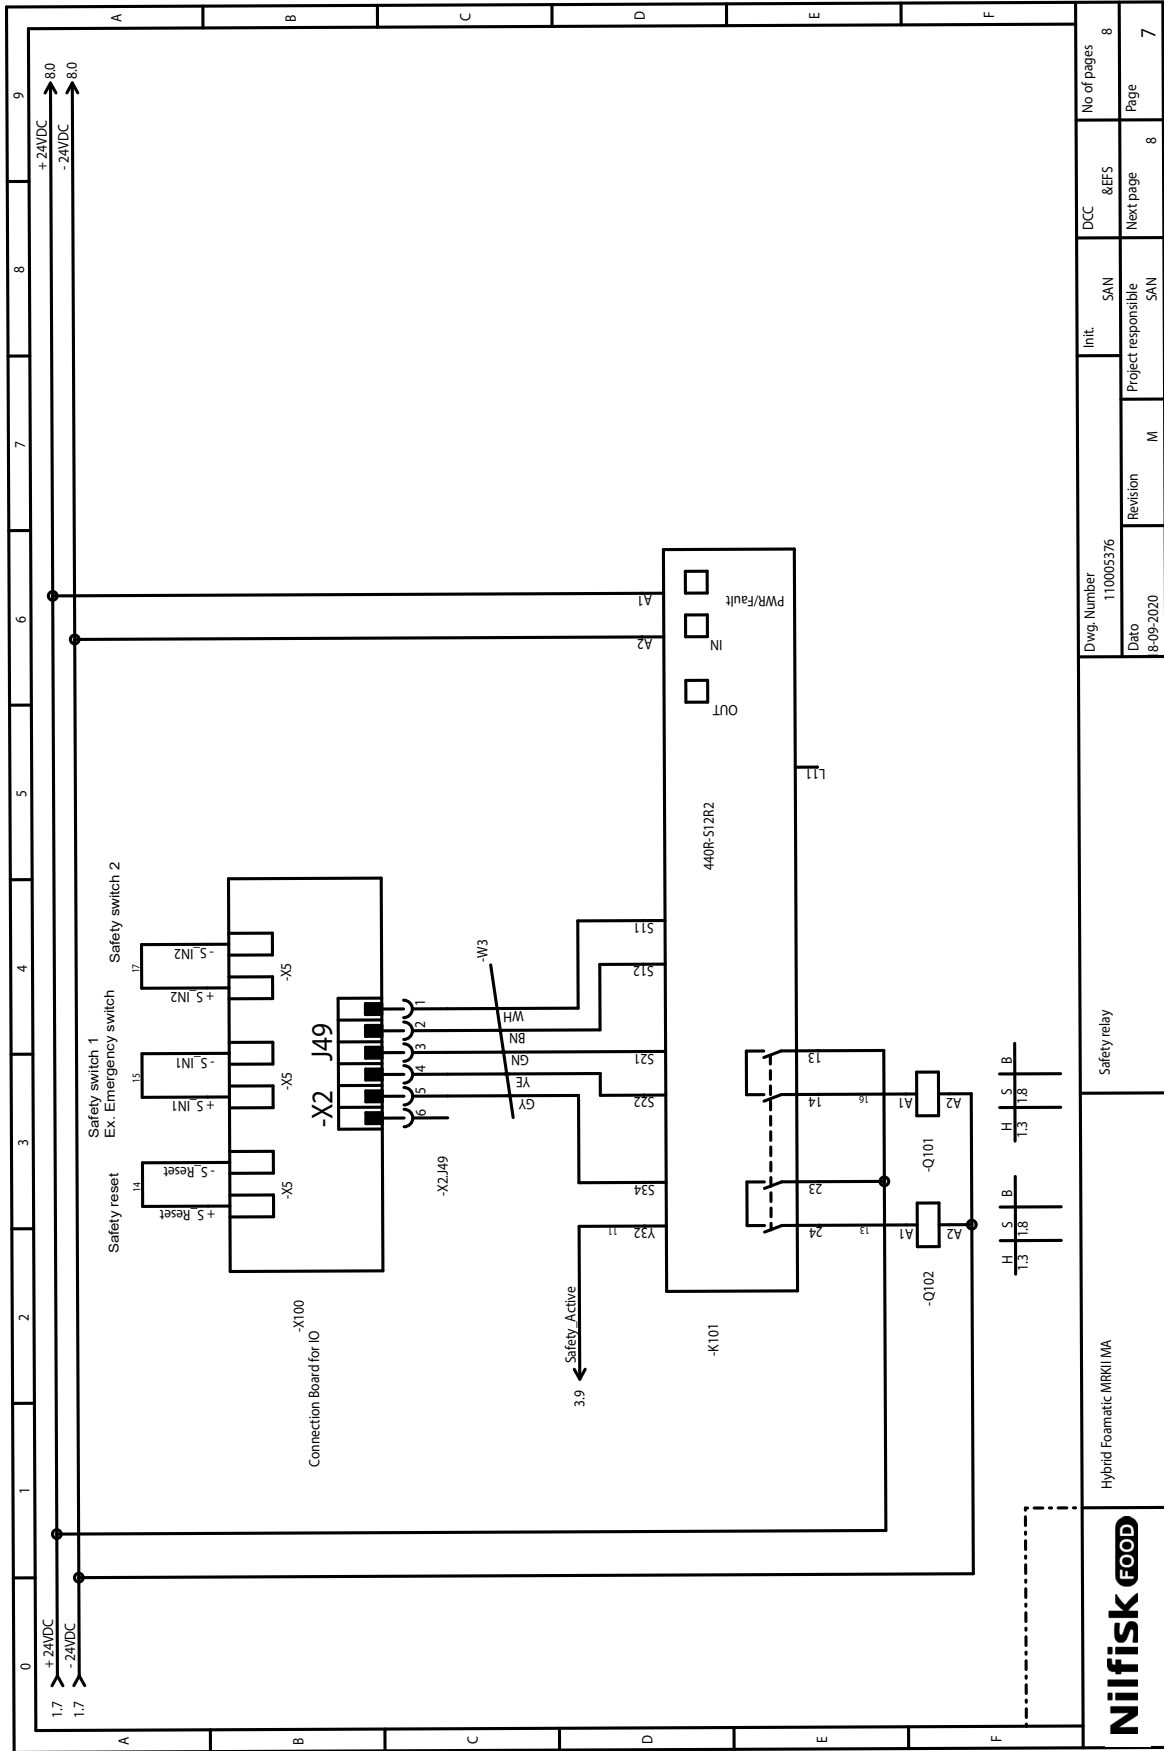 0 1 2 3 4 5 6 7 8 9
A B C D E F
A B C D E F
1.7 + 24VDC
1.7 - 24VDC
+ 24VDC 8.0
- 24VDC 8.0
Safety reset
Safety switch 1
Ex. Emergency switch
Safety switch 2
14
15
17
+ S_Reset
- S_Reset
+ S_IN1
- S_IN1
+ S_IN2
- S_IN2
-X5
-X5
-X5
-X100
Connection Board for IO
-X2 J49
6 5 4 3 2 1
-X2.J49
GY
YE
GN
BN
WH
-W3
3.9
Safety_Active
11
Y32
S34
S22
S21
S12
S11
A2
A1
-K101
440R-S12R2
OUT
IN
PWR/Fault
L11
24
23
14
13
13
16
A1
A2
-Q102
A1
A2
-Q101
H S B
1.3 1.8
H S B
1.3 1.8
Nilfisk FOOD
Hybrid Foamatic MRKII MA
Safety relay
Dwg. Number
110005376
Init.
SAN
DCC
&EFS
No of pages
8
Dato
8-09-2020
Revision
M
Project responsible
SAN
Next page
8
Page
7